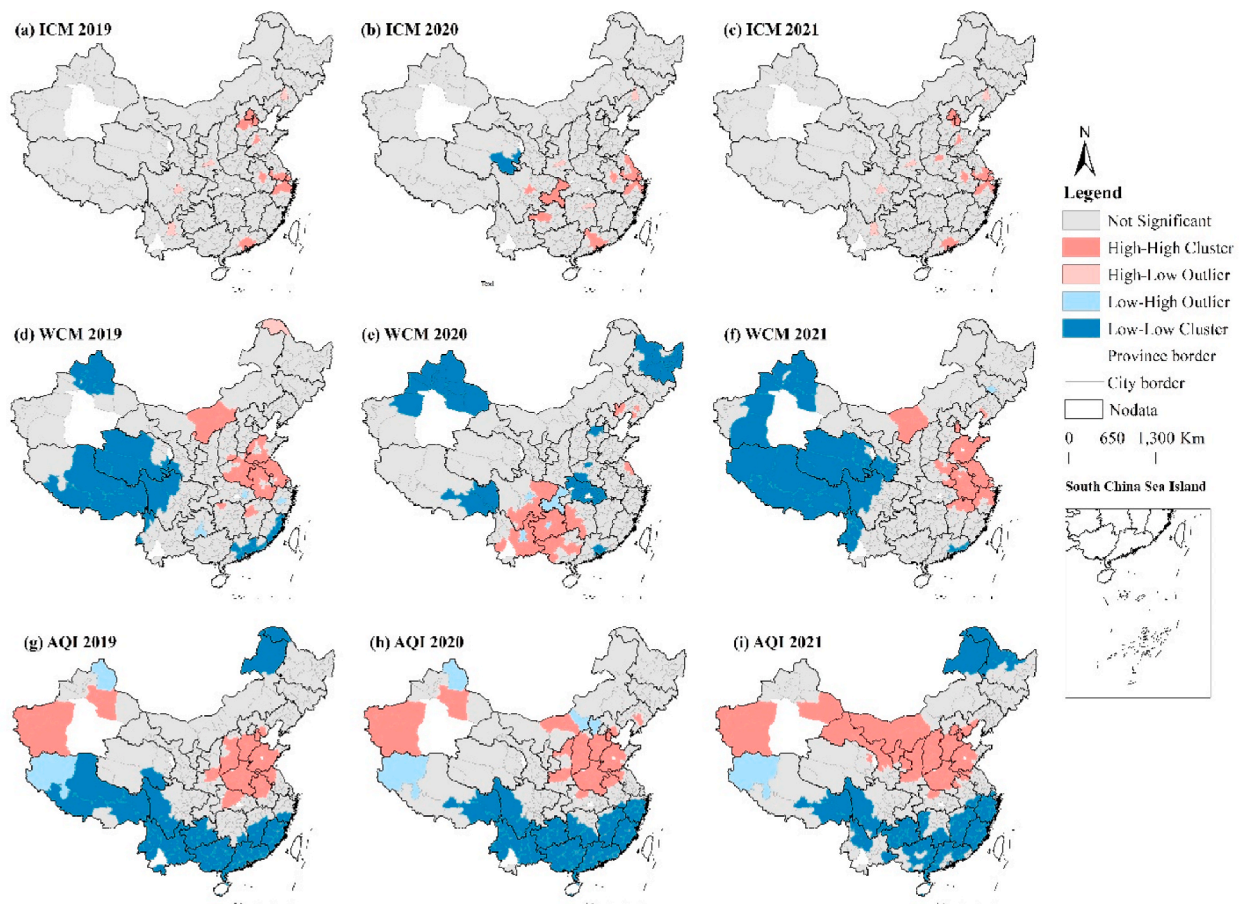 (a) ICM 2019
(b) ICM 2020
(c) ICM 2021
Text
N
Legend
Not Significant
High-High Cluster
High-Low Outlier
Low-High Outlier
Low-Low Cluster
Province border
City border
Nodata
0 650 1,300 Km
South China Sea Island
(d) WCM 2019
(e) WCM 2020
(f) WCM 2021
(g) AQI 2019
(h) AQI 2020
(i) AQI 2021